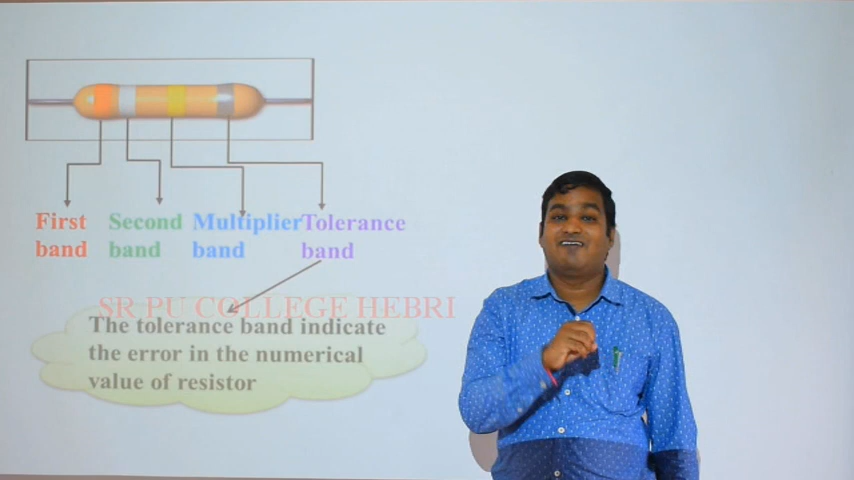 First Second Multiplier Tolerance
band band band band
SR PU COLLEGE HEBRI
The tolerance band indicate
the error in the numerical
value of resistor